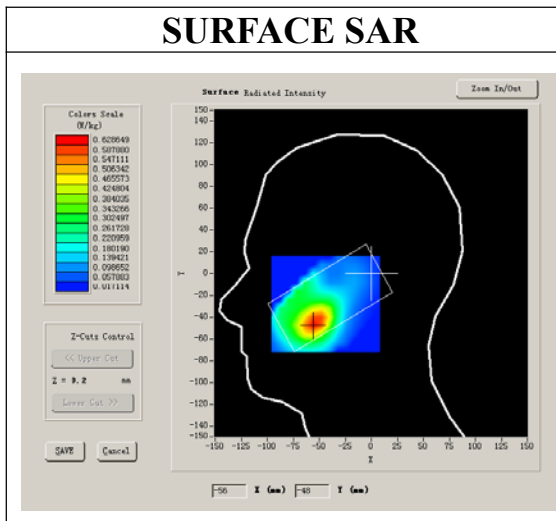 SURFACE SAR
Surface Radiated Intensity
Zoom In/Out
Colors Scale
(W/kg)
0.628649
0.587880
0.547111
0.506342
0.465573
0.424804
0.384035
0.343266
0.302497
0.261728
0.220959
0.180190
0.139421
0.098652
0.057883
0.017114
Z-Cuts Control
<< Upper Cut
Z = 9.2 mm
Lower Cut >>
SAVE Cancel
150
140
120
100
80
60
40
20
0
-20
-40
-60
-80
-100
-120
-140
-150
Y
-150 -125 -100 -75 -50 -25 0 25 50 75 100 125 150
X
-56 X (mm) -48 Y (mm)